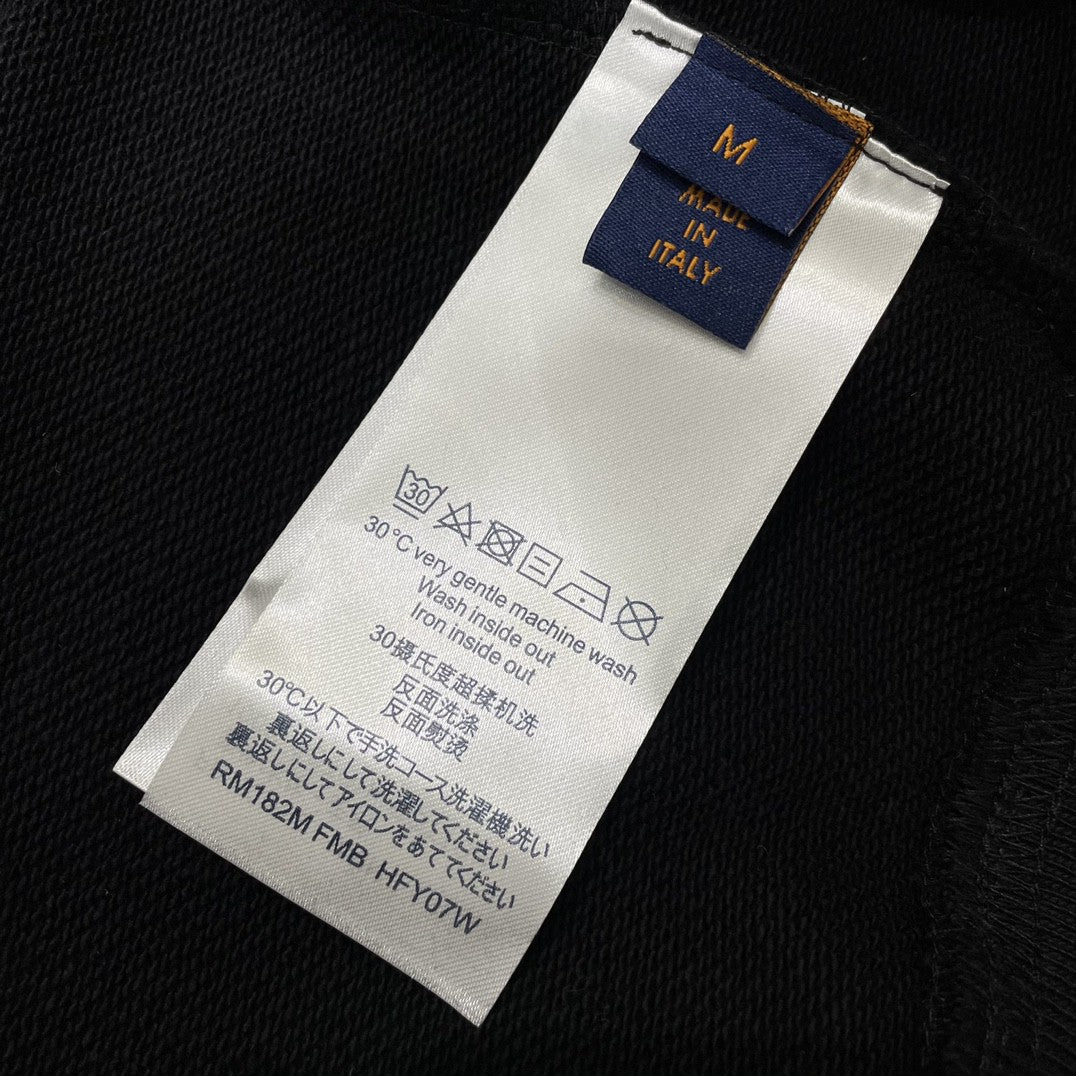 M
MADE
IN
ITALY
30
30°C very gentle machine wash
Wash inside out
Iron inside out
30摄氏度超揉机洗
反面洗涤
反面熨烫
30℃以下で手洗コース洗濯機洗い
裏返しにして洗濯してください
裏返しにしてアイロンをあててください
RM182M FMB HFY07W